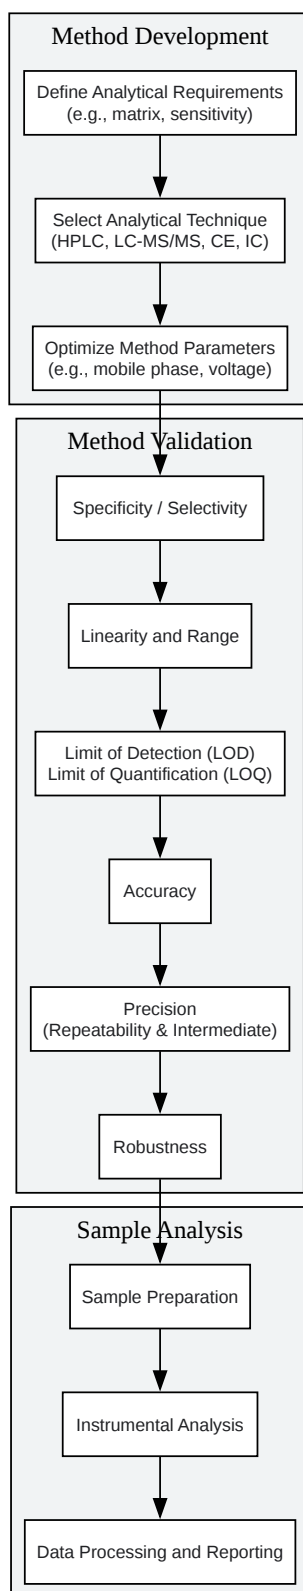 Method Development
Define Analytical Requirements
(e.g., matrix, sensitivity)
Select Analytical Technique
(HPLC, LC-MS/MS, CE, IC)
Optimize Method Parameters
(e.g., mobile phase, voltage)
Method Validation
Specificity / Selectivity
Linearity and Range
Limit of Detection (LOD)
Limit of Quantification (LOQ)
Accuracy
Precision
(Repeatability & Intermediate)
Robustness
Sample Analysis
Sample Preparation
Instrumental Analysis
Data Processing and Reporting